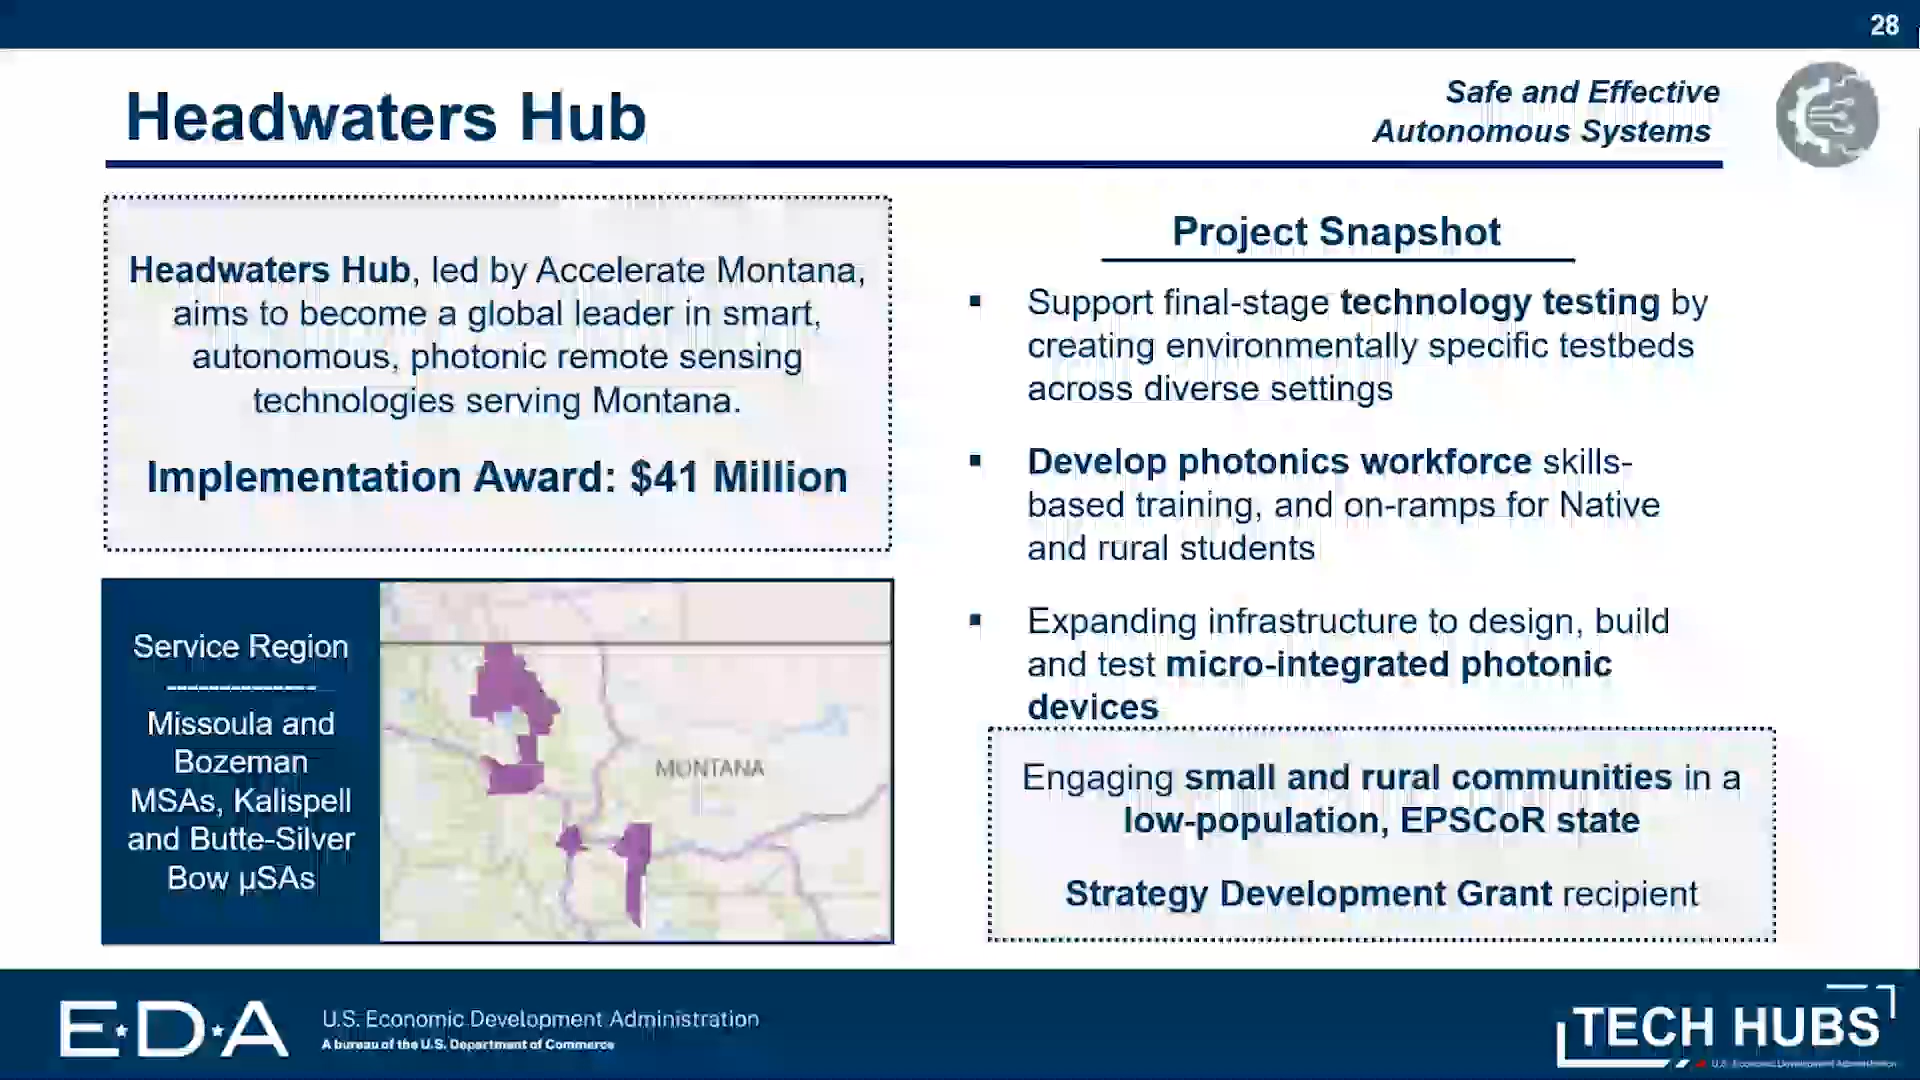 28
Headwaters Hub
Safe and Effective
Autonomous Systems
Headwaters Hub, led by Accelerate Montana,
aims to become a global leader in smart,
autonomous, photonic remote sensing
technologies serving Montana.
Implementation Award: $41 Million
Service Region
--------------
Missoula and
Bozeman
MSAs, Kalispell
and Butte-Silver
Bow µSAs
MONTANA
Project Snapshot
▪ Support final-stage technology testing by
creating environmentally specific testbeds
across diverse settings
▪ Develop photonics workforce skills-
based training, and on-ramps for Native
and rural students
▪ Expanding infrastructure to design, build
and test micro-integrated photonic
devices
Engaging small and rural communities in a
low-population, EPSCoR state
Strategy Development Grant recipient
E★D★A
U.S. Economic Development Administration
A bureau of the U.S. Department of Commerce
TECH HUBS
U.S. Economic Development Administration